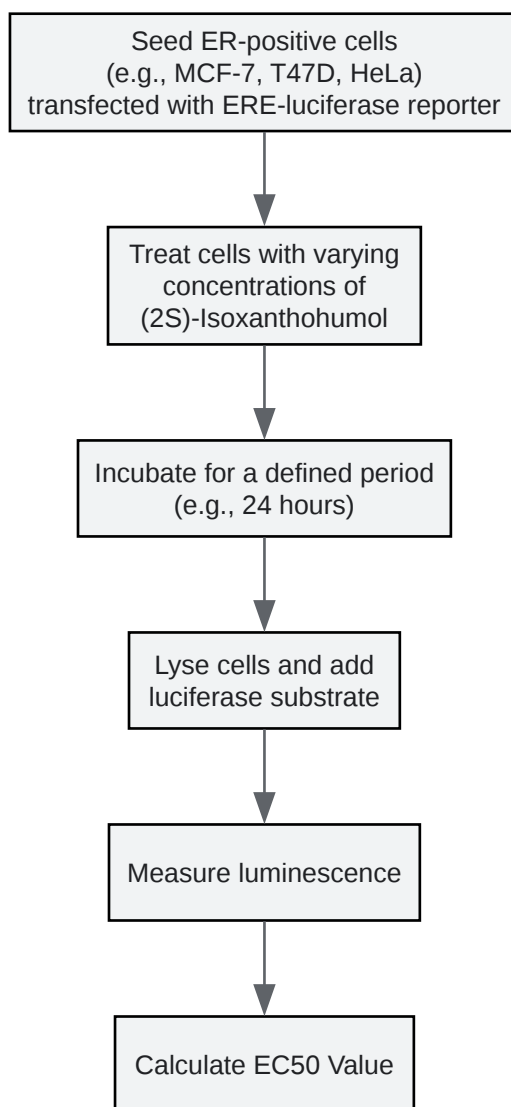 Seed ER-positive cells
(e.g., MCF-7, T47D, HeLa)
transfected with ERE-luciferase reporter
Treat cells with varying
concentrations of
(2S)-Isoxanthohumol
Incubate for a defined period
(e.g., 24 hours)
Lyse cells and add
luciferase substrate
Measure luminescence
Calculate EC50 Value